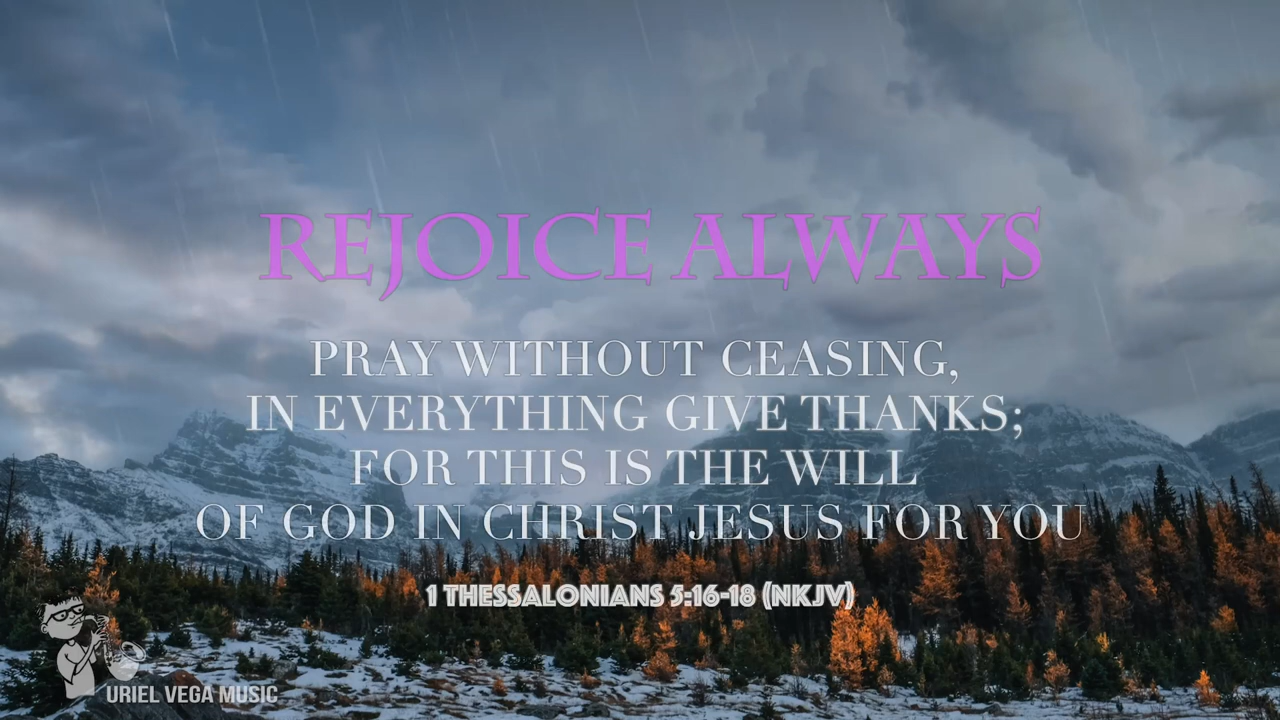 REJOICE ALWAYS
PRAY WITHOUT CEASING,
IN EVERYTHING GIVE THANKS;
FOR THIS IS THE WILL
OF GOD IN CHRIST JESUS FOR YOU
1 THESSALONIANS 5:16-18 (NKJV)
URIEL VEGA MUSIC